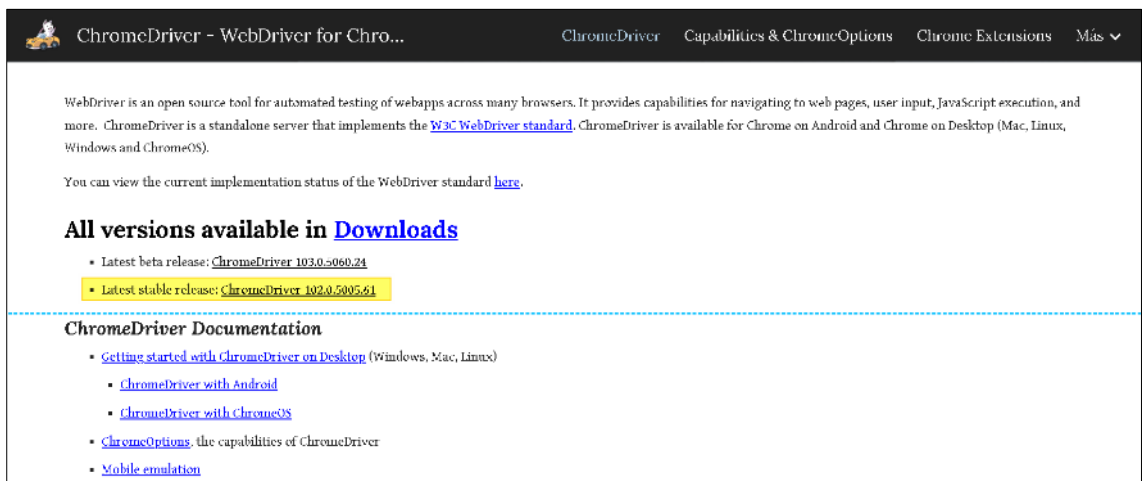 ChromeDriver - WebDriver for Chro...
ChromeDriver
Capabilities & ChromeOptions
Chrome Extensions
Más
WebDriver is an open source tool for automated testing of webapps across many browsers. It provides capabilities for navigating to web pages, user input, JavaScript execution, and
more. ChromeDriver is a standalone server that implements the W3C WebDriver standard. ChromeDriver is available for Chrome on Android and Chrome on Desktop (Mac, Linux,
Windows and ChromeOS).
You can view the current implementation status of the WebDriver standard here.
All versions available in Downloads
▪ Latest beta release: ChromeDriver 103.0.5060.24
▪ Latest stable release: ChromeDriver 102.0.5005.61
ChromeDriver Documentation
▪ Getting started with ChromeDriver on Desktop (Windows, Mac, Linux)
▪ ChromeDriver with Android
▪ ChromeDriver with ChromeOS
▪ ChromeOptions, the capabilities of ChromeDriver
▪ Mobile emulation